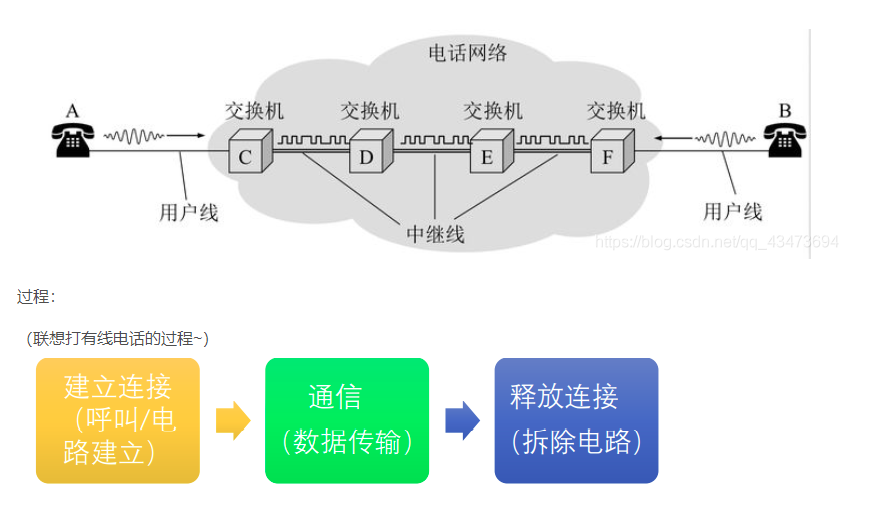 电话网络
A
交换机
交换机
交换机
交换机
B
C
D
E
F
用户线
中继线
用户线
https://blog.csdn.net/qq_43473694
过程：
（联想打有线电话的过程~）
建立连接
（呼叫/电
路建立）
通信
（数据传输）
释放连接
（拆除电路）